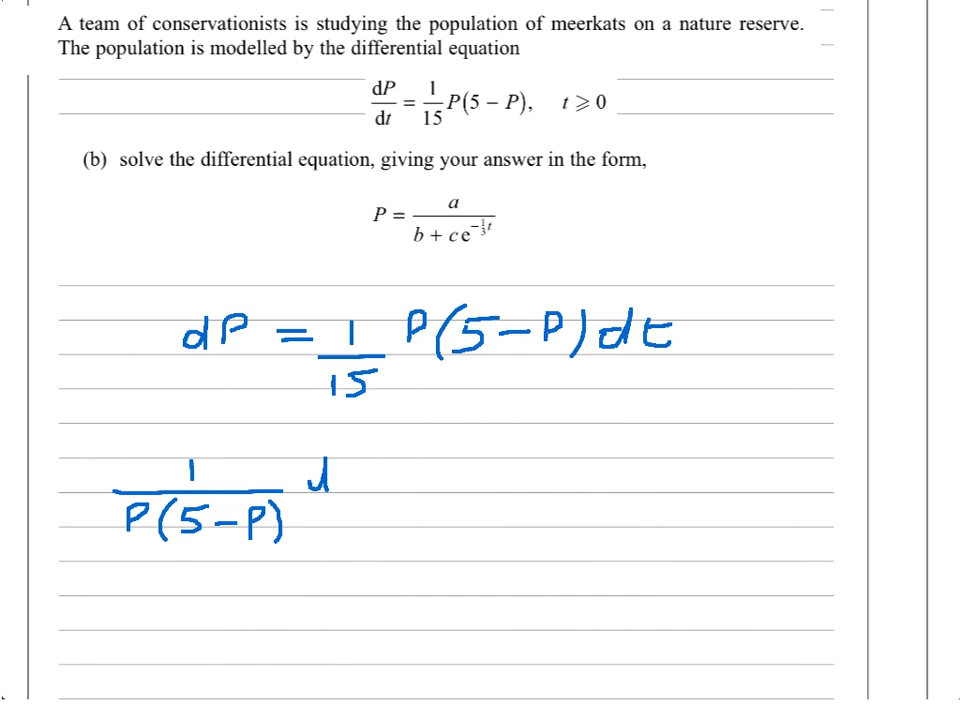 A team of conservationists is studying the population of meerkats on a nature reserve.
The population is modelled by the differential equation
dP/dt = 1/15 P(5 − P), t ⩾ 0
(b) solve the differential equation, giving your answer in the form,
P = a/(b + ce^(−⅓t))
dP = 1/15 P(5−P)dt
1/(P(5−P)) d